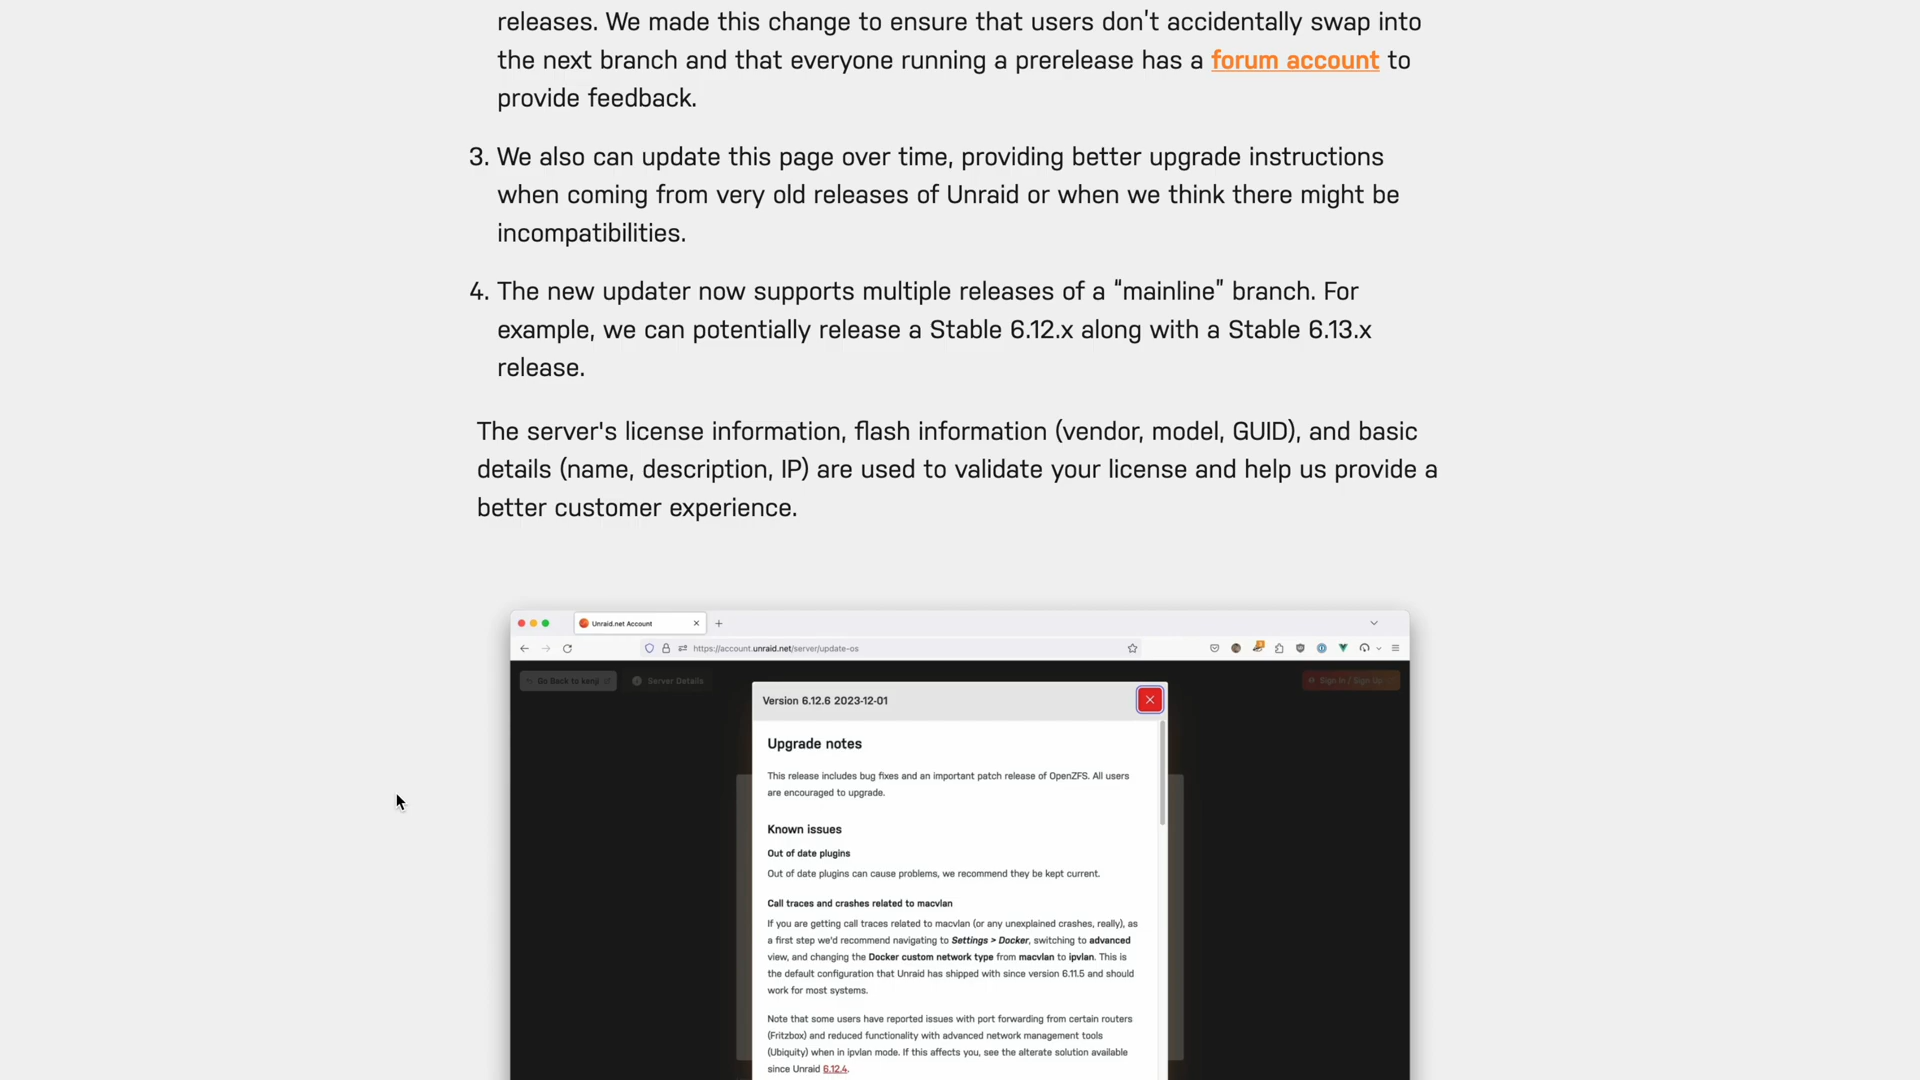 releases. We made this change to ensure that users don't accidentally swap into
the next branch and that everyone running a prerelease has a forum account to
provide feedback.
3. We also can update this page over time, providing better upgrade instructions
when coming from very old releases of Unraid or when we think there might be
incompatibilities.
4. The new updater now supports multiple releases of a “mainline” branch. For
example, we can potentially release a Stable 6.12.x along with a Stable 6.13.x
release.
The server's license information, flash information (vendor, model, GUID), and basic
details (name, description, IP) are used to validate your license and help us provide a
better customer experience.
Unraid.net Account
https://account.unraid.net/server/update-os
Go Back to kenji
Server Details
Sign In / Sign Up
Version 6.12.6 2023-12-01
Upgrade notes
This release includes bug fixes and an important patch release of OpenZFS. All users
are encouraged to upgrade.
Known issues
Out of date plugins
Out of date plugins can cause problems, we recommend they be kept current.
Call traces and crashes related to macvlan
If you are getting call traces related to macvlan (or any unexplained crashes, really), as
a first step we'd recommend navigating to Settings > Docker, switching to advanced
view, and changing the Docker custom network type from macvlan to ipvlan. This is
the default configuration that Unraid has shipped with since version 6.11.5 and should
work for most systems.
Note that some users have reported issues with port forwarding from certain routers
(Fritzbox) and reduced functionality with advanced network management tools
(Ubiquity) when in ipvlan mode. If this affects you, see the alterate solution available
since Unraid 6.12.4.